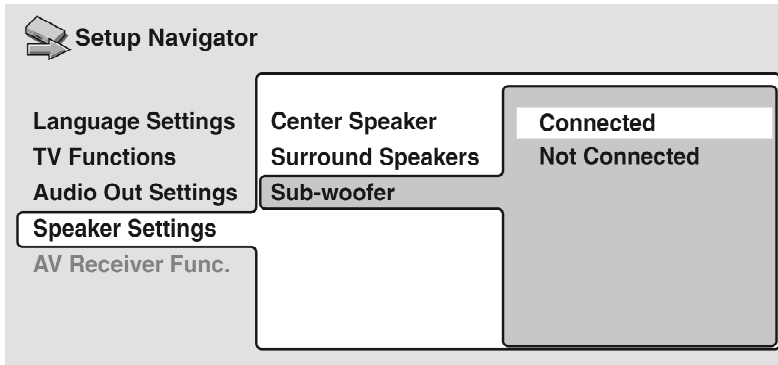 Setup Navigator
Language Settings
TV Functions
Audio Out Settings
Speaker Settings
AV Receiver Func.
Center Speaker
Surround Speakers
Sub-woofer
Connected
Not Connected